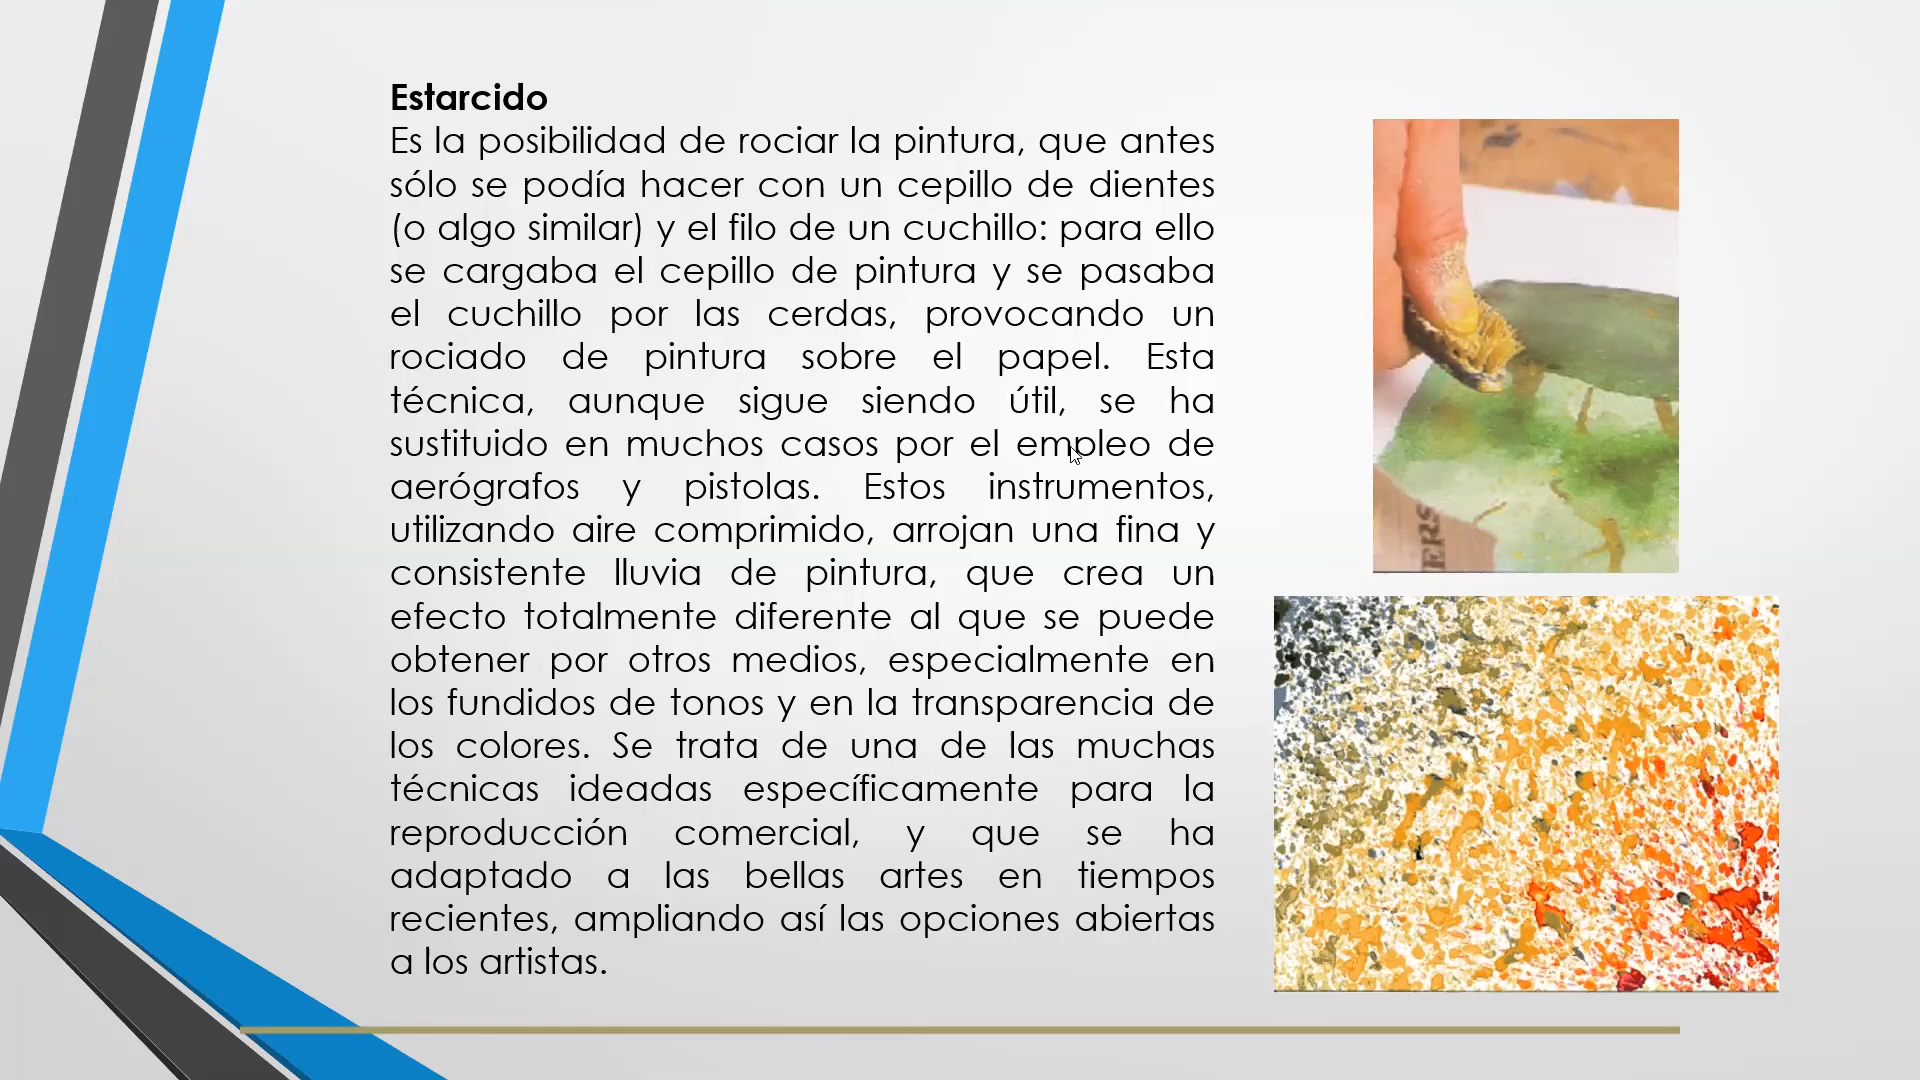 Estarcido
Es la posibilidad de rociar la pintura, que antes
sólo se podía hacer con un cepillo de dientes
(o algo similar) y el filo de un cuchillo: para ello
se cargaba el cepillo de pintura y se pasaba
el cuchillo por las cerdas, provocando un
rociado de pintura sobre el papel. Esta
técnica, aunque sigue siendo útil, se ha
sustituido en muchos casos por el empleo de
aerógrafos y pistolas. Estos instrumentos,
utilizando aire comprimido, arrojan una fina y
consistente lluvia de pintura, que crea un
efecto totalmente diferente al que se puede
obtener por otros medios, especialmente en
los fundidos de tonos y en la transparencia de
los colores. Se trata de una de las muchas
técnicas ideadas específicamente para la
reproducción comercial, y que se ha
adaptado a las bellas artes en tiempos
recientes, ampliando así las opciones abiertas
a los artistas.
ERS